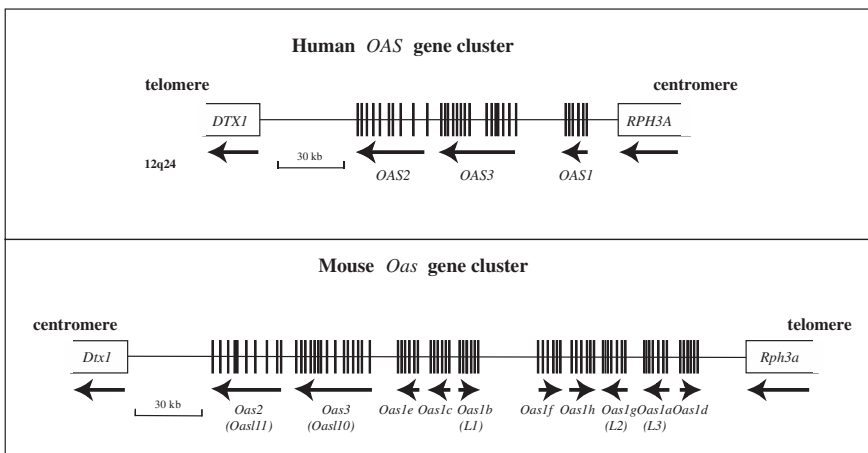 Human OAS gene cluster
telomere centromere
DTX1 RPH3A
12q24 30 kb OAS2 OAS3 OAS1
Mouse Oas gene cluster
centromere telomere
Dtx1 Rph3a
30 kb Oas2 Oas3 Oas1e Oas1c Oas1b Oas1f Oas1h Oas1g Oas1a Oas1d
(Oasl11) (Oasl10) (L1) (L2) (L3)